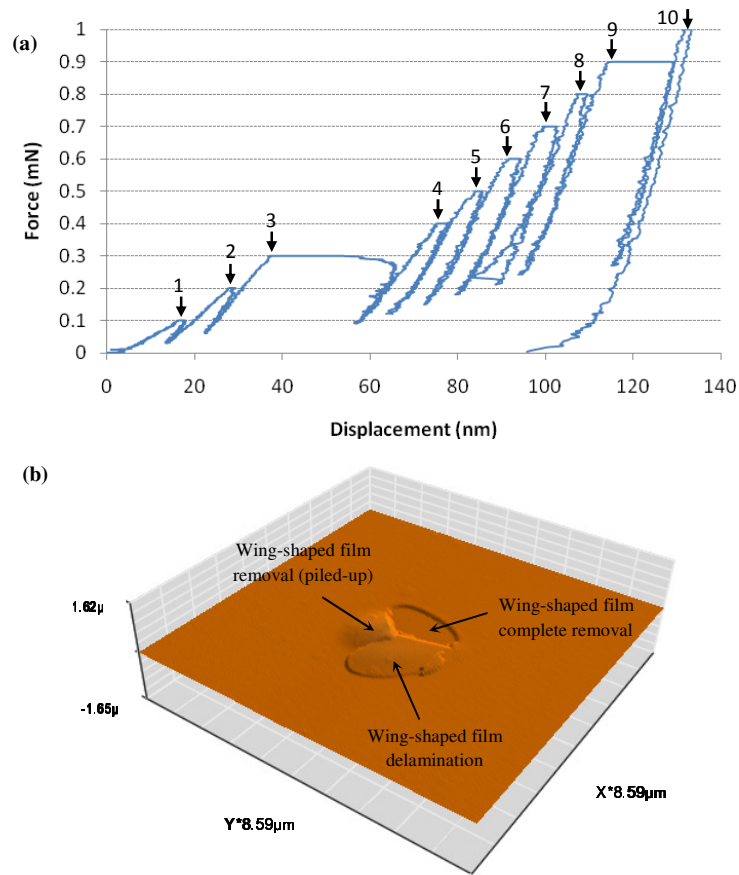 (a)
1
0.9
0.8
0.7
0.6
0.5
0.4
0.3
0.2
0.1
0
Force (mN)
1
2
3
4
5
6
7
8
9
10
0
20
40
60
80
100
120
140
Displacement (nm)
(b)
Wing-shaped film
removal (piled-up)
Wing-shaped film
complete removal
Wing-shaped film
delamination
1.62µ
-1.65µ
Y*8.59µm
X*8.59µm